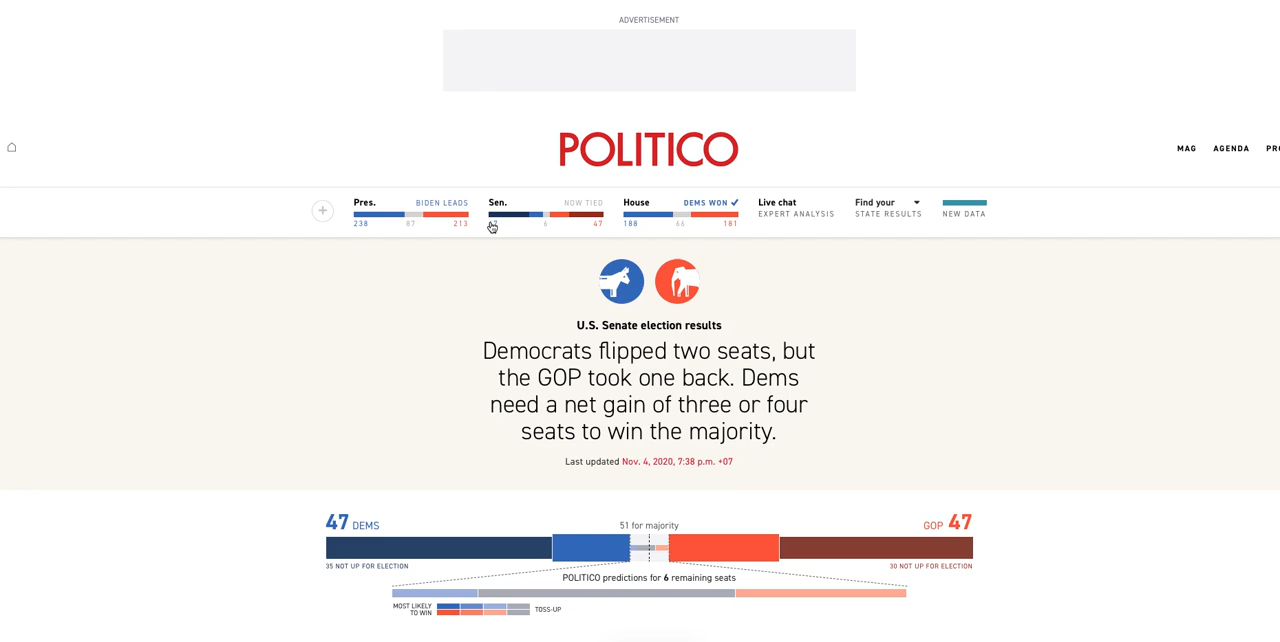 ADVERTISEMENT
POLITICO
MAG AGENDA
Pres. BIDEN LEADS
238 87 213
Sen. NOW TIED
6 47
House DEMS WON
188 66 181
Live chat
EXPERT ANALYSIS
Find your
STATE RESULTS
NEW DATA
U.S. Senate election results
Democrats flipped two seats, but
the GOP took one back. Dems
need a net gain of three or four
seats to win the majority.
Last updated Nov. 4, 2020, 7:38 p.m. +07
47 DEMS
51 for majority
GOP 47
35 NOT UP FOR ELECTION
30 NOT UP FOR ELECTION
POLITICO predictions for 6 remaining seats
MOST LIKELY
TO WIN
TOSS-UP